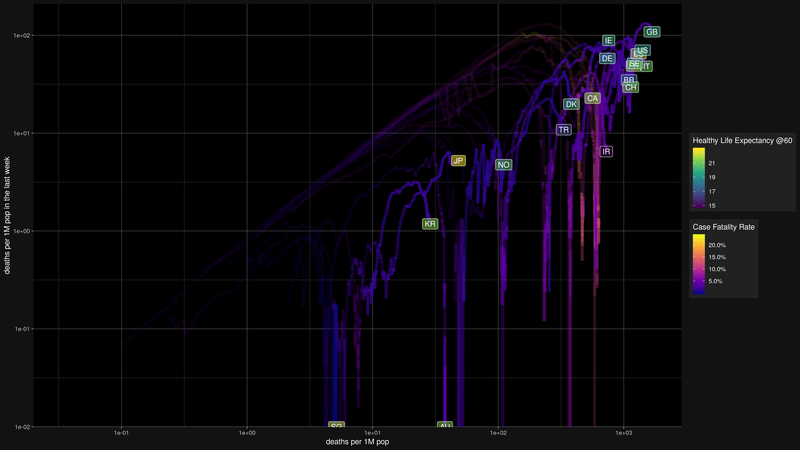 1e+02
1e+01
1e+00
1e-01
1e-02
deaths per 1M pop in the last week
GB
IE
US
DE
SE
IT
BR
CH
CA
DK
TR
IR
JP
NO
KR
SG
AU
1e-01
1e+00
1e+01
1e+02
1e+03
deaths per 1M pop
Healthy Life Expectancy @60
21
19
17
15
Case Fatality Rate
20.0%
15.0%
10.0%
5.0%